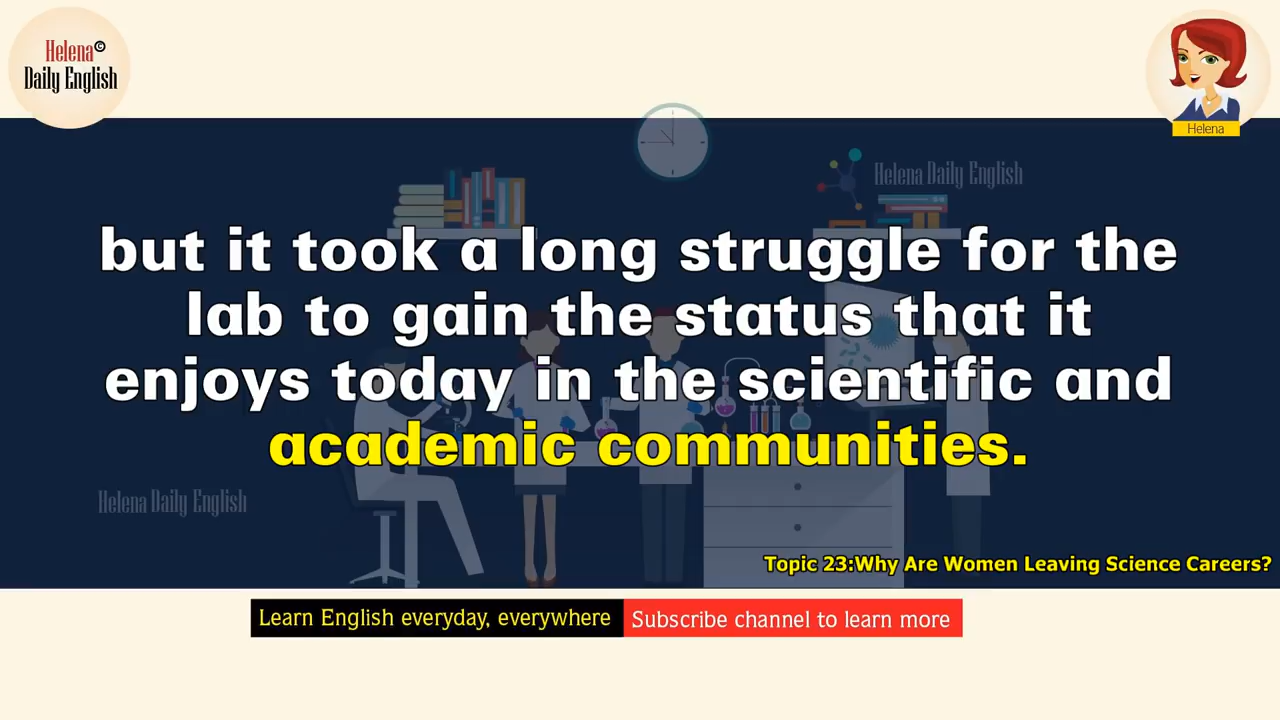 Helena©
Daily English
Helena
Helena Daily English
but it took a long struggle for the
lab to gain the status that it
enjoys today in the scientific and
academic communities.
Helena Daily English
Topic 23:Why Are Women Leaving Science Careers?
Learn English everyday, everywhere
Subscribe channel to learn more